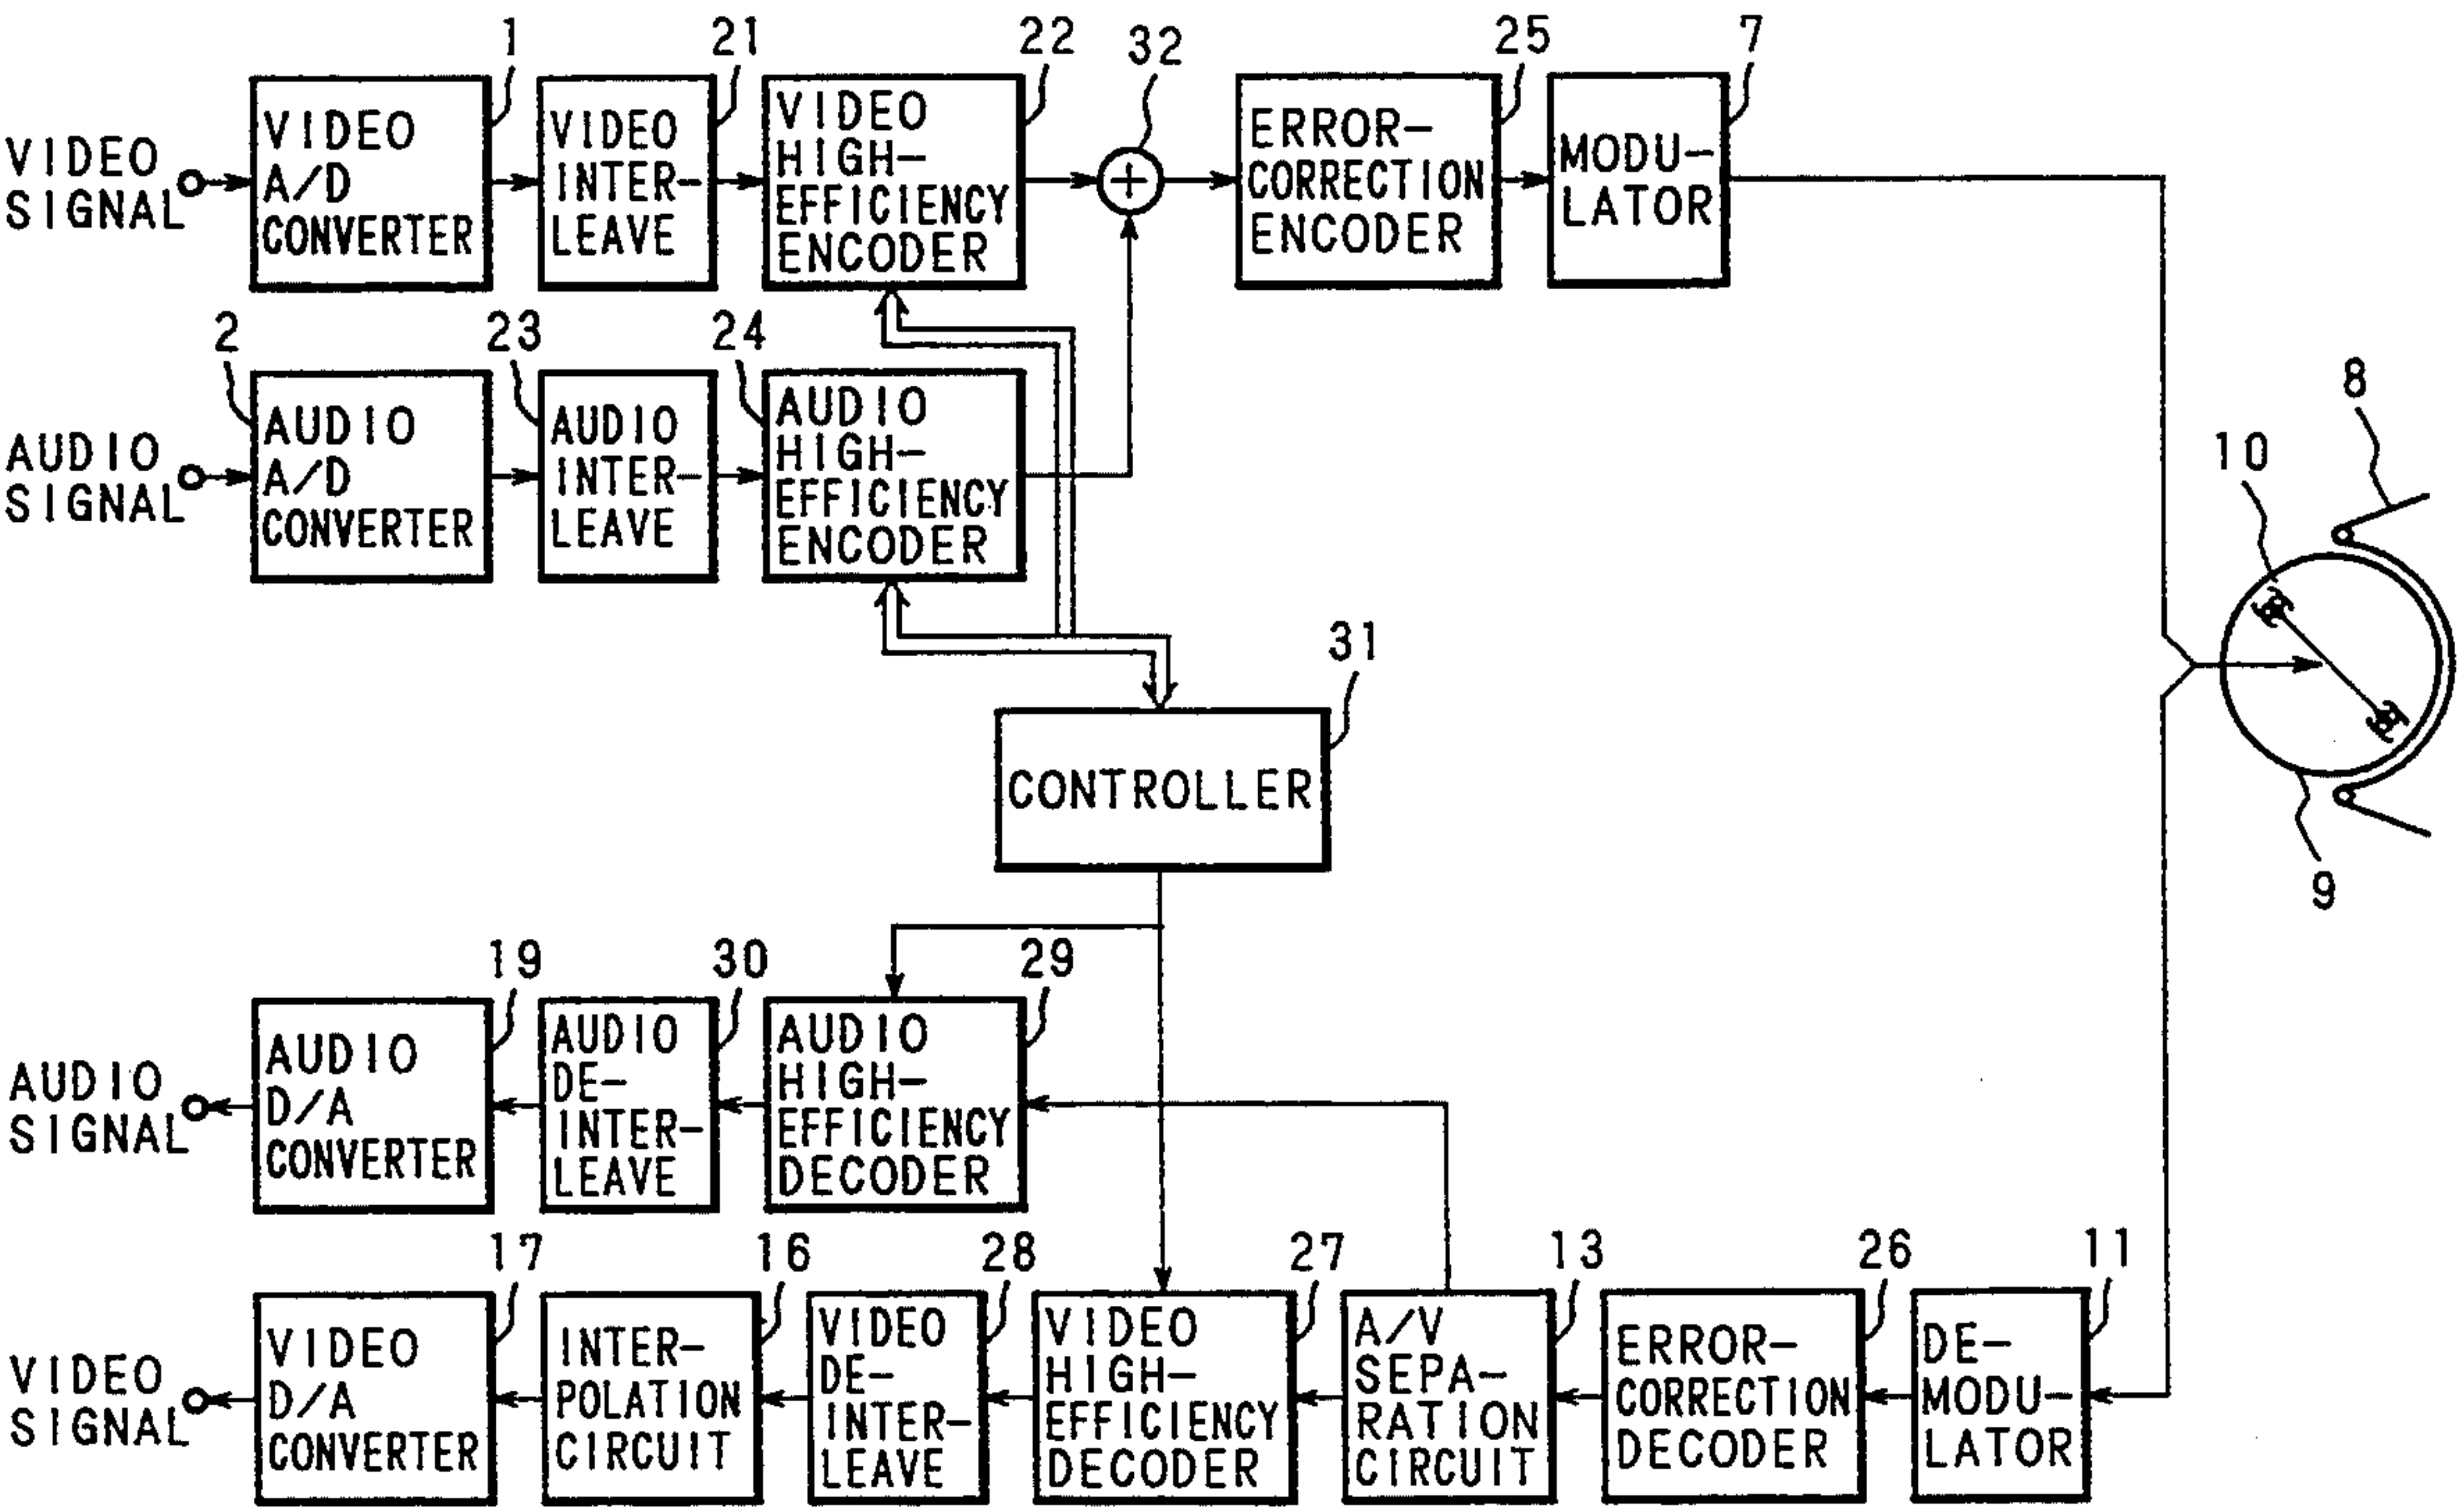 1
21
22
32
25
7
VIDEO
SIGNAL
VIDEO
A/D
CONVERTER
VIDEO
INTER-
LEAVE
VIDEO
HIGH-
EFFICIENCY
ENCODER
+
ERROR-
CORRECTION
ENCODER
MODU-
LATOR
2
23
24
AUDIO
SIGNAL
AUDIO
A/D
CONVERTER
AUDIO
INTER-
LEAVE
AUDIO
HIGH-
EFFICIENCY
ENCODER
8
10
31
CONTROLLER
9
19
30
29
AUDIO
SIGNAL
AUDIO
D/A
CONVERTER
AUDIO
DE-
INTER-
LEAVE
AUDIO
HIGH-
EFFICIENCY
DECODER
17
16
28
27
13
26
11
VIDEO
SIGNAL
VIDEO
D/A
CONVERTER
INTER-
POLATION
CIRCUIT
VIDEO
DE-
INTER-
LEAVE
VIDEO
HIGH-
EFFICIENCY
DECODER
A/V
SEPA-
RATION
CIRCUIT
ERROR-
CORRECTION
DECODER
DE-
MODU-
LATOR